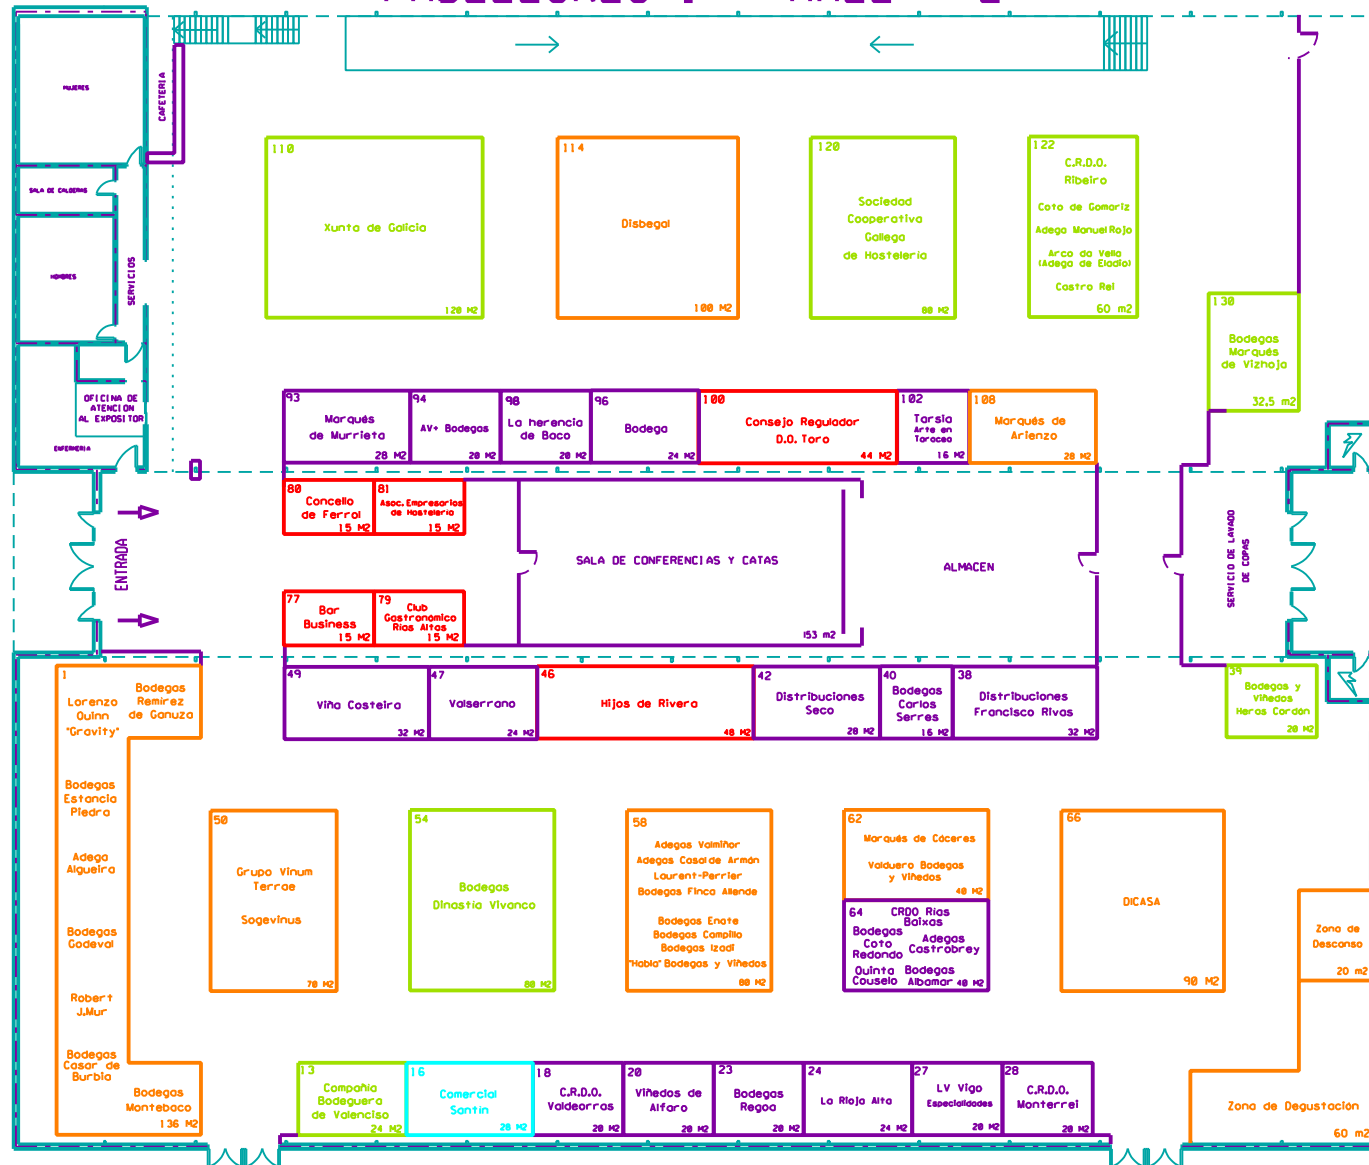 MUJERES
CAFETERIA
SALA DE CALDERAS
HOMBRES
SERVICIOS
OFICINA DE
ATENCION
AL EXPOSITOR
ENFERMERIA
110
Xunta de Galicia
120 M2
114
Disbegal
100 M2
120
Sociedad
Cooperativa
Gallega
de Hosteleria
80 M2
122
C.R.D.O.
Ribeiro
Coto de Gomariz
Adega Manuel Rojo
Arco da Vella
(Adega de Eladio)
Castro Rei
60 m2
130
Bodegas
Marqués
de Vizhoja
32,5 m2
93
Marqués
de Murrieta
28 M2
94
AV+ Bodegas
20 M2
98
La herencia
de Baco
20 M2
96
Bodega
24 M2
100
Consejo Regulador
D.O. Toro
44 M2
102
Tarsia
Arte en
Taracea
16 M2
108
Marqués de
Arienzo
28 M2
80
Concello
de Ferrol
15 M2
81
Asoc. Empresarios
de Hosteleria
15 M2
ENTRADA
SALA DE CONFERENCIAS Y CATAS
153 m2
ALMACEN
SERVICIO DE LAVADO
DE COPAS
77
Bar
Business
15 M2
79
Club
Gastronomico
Rias Altas
15 M2
49
Viña Costeira
32 M2
47
Valserrano
24 M2
46
Hijos de Rivera
48 M2
42
Distribuciones
Seco
28 M2
40
Bodegas
Carlos
Serres
16 M2
38
Distribuciones
Francisco Rivas
32 M2
39
Bodegas y
Viñedos
Heras Cordón
20 M2
1
Lorenzo
Quinn
"Gravity"
Bodegas
Remirez
de Ganuza
Bodegas
Estancia
Piedra
Adega
Algueira
Bodegas
Godeval
Robert
J.Mur
Bodegas
Casar de
Burbia
Bodegas
Montebaco
136 M2
50
Grupo Vinum
Terrae
Sogevinus
70 M2
54
Bodegas
Dinastia Vivanco
80 M2
58
Adegas Valmiñor
Adegas Casal de Armán
Laurent-Perrier
Bodegas Finca Allende
Bodegas Enate
Bodegas Campillo
Bodegas Izadi
"Habla" Bodegas y Viñedos
80 M2
62
Marqués de Cáceres
Valduero Bodegas
y Viñedos
40 M2
64
CRDO Rias
Baixas
Bodegas
Coto
Redondo
Adegas
Castrobrey
Quinta
Couselo
Bodegas
Albamar
40 M2
66
DICASA
90 M2
Zona de
Descanso
20 m2
Zona de Degustación
60 m2
13
Compañia
Bodeguera
de Valenciso
24 M2
16
Comercial
Santin
28 M2
18
C.R.D.O.
Valdeorras
20 M2
20
Viñedos de
Alfaro
20 M2
23
Bodegas
Regoa
20 M2
24
La Rioja Alta
24 M2
27
LV Vigo
Especialidades
20 M2
28
C.R.D.O.
Monterrei
20 M2